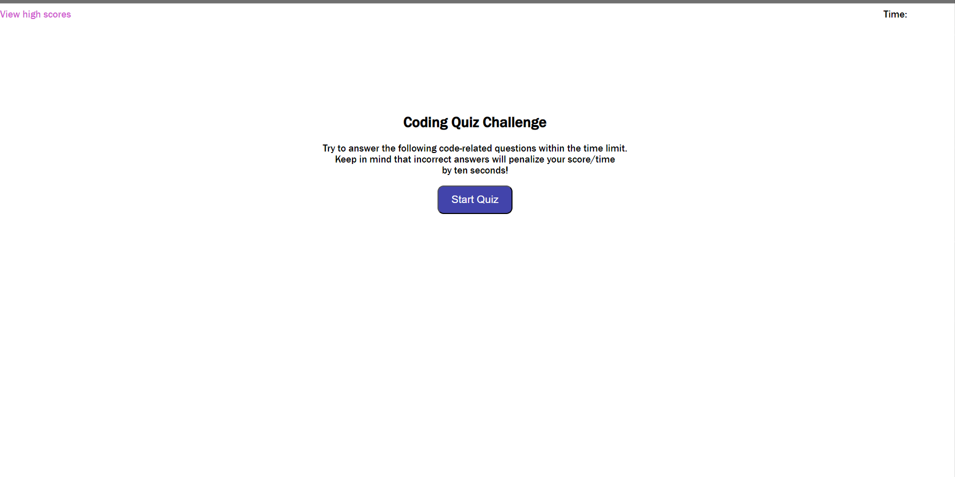 View high scores
Time:
Coding Quiz Challenge
Try to answer the following code-related questions within the time limit.
Keep in mind that incorrect answers will penalize your score/time
by ten seconds!
Start Quiz